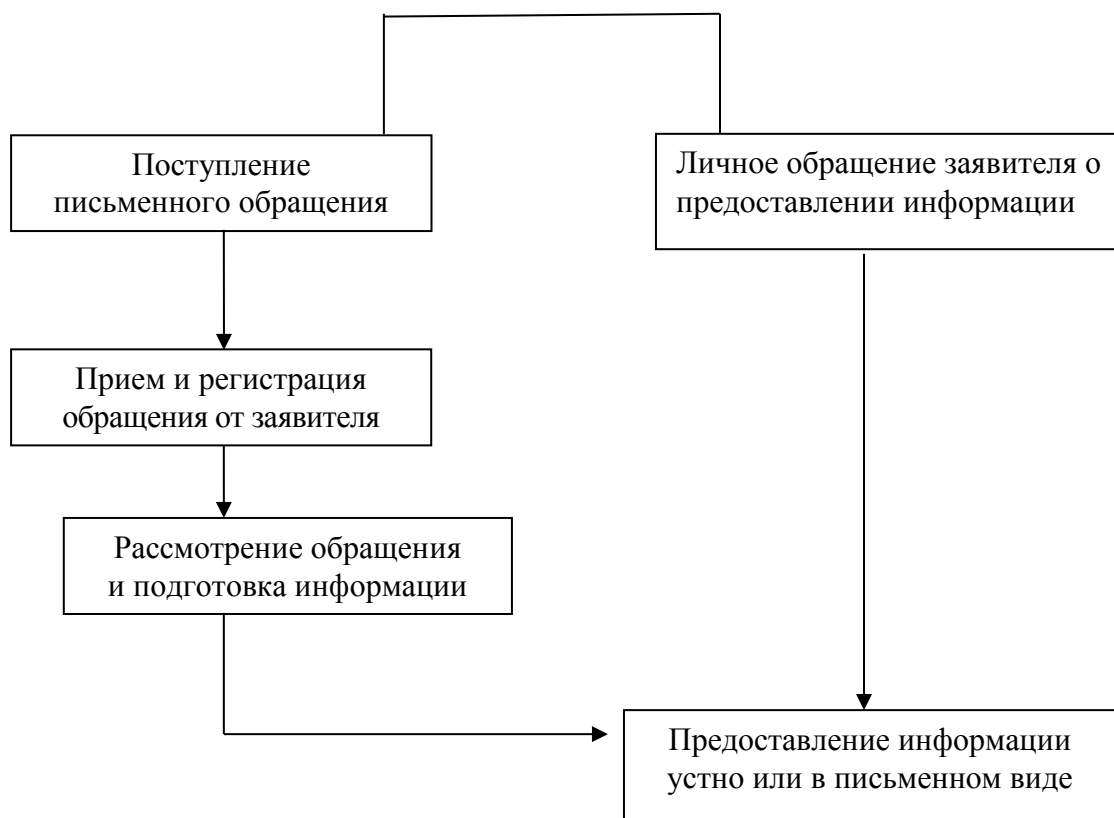 Поступление
письменного обращения
Личное обращение заявителя о
предоставлении информации
Прием и регистрация
обращения от заявителя
Рассмотрение обращения
и подготовка информации
Предоставление информации
устно или в письменном виде